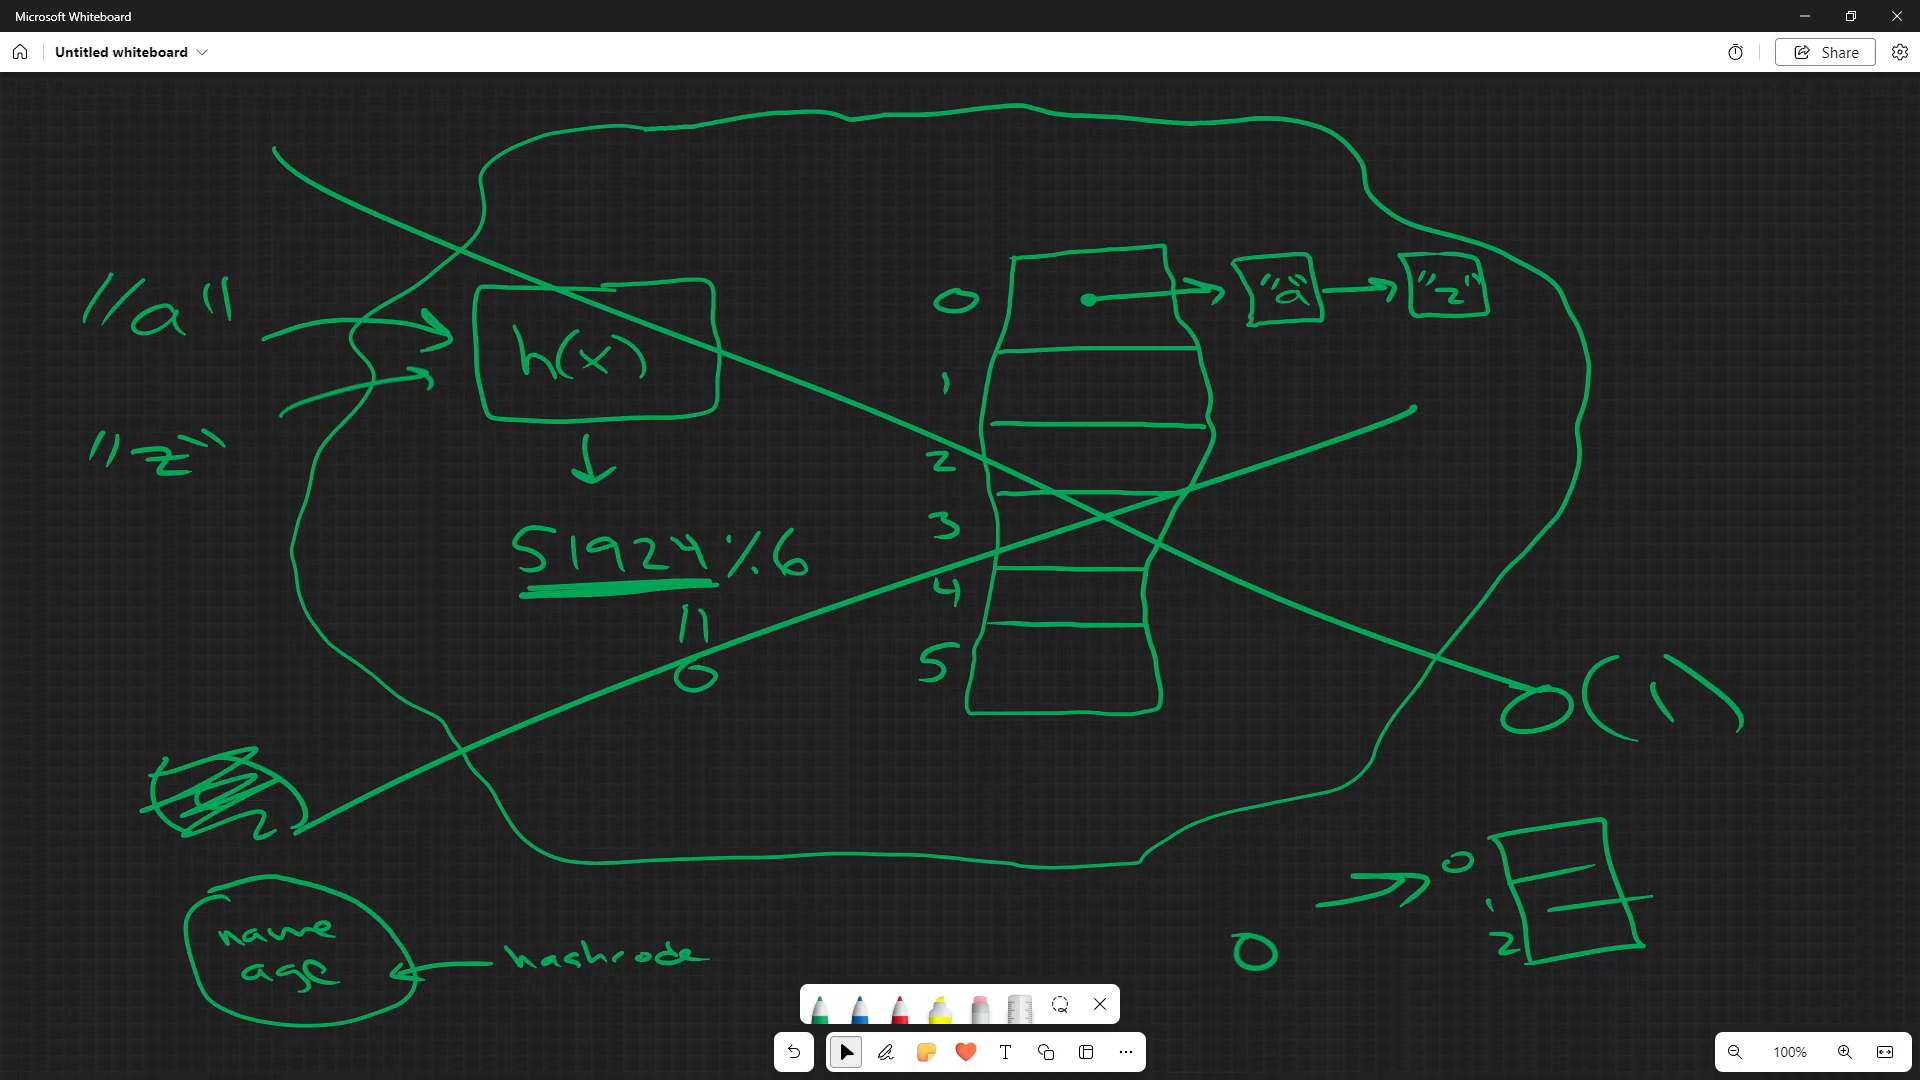 Microsoft Whiteboard
Untitled whiteboard
Share
"a"
h(x)
0
"a"
"z"
1
"z"
2
51924 % 6
3
4
||
0
5
O(1)
name
age
hashcode
0
1
2
0
T
100%